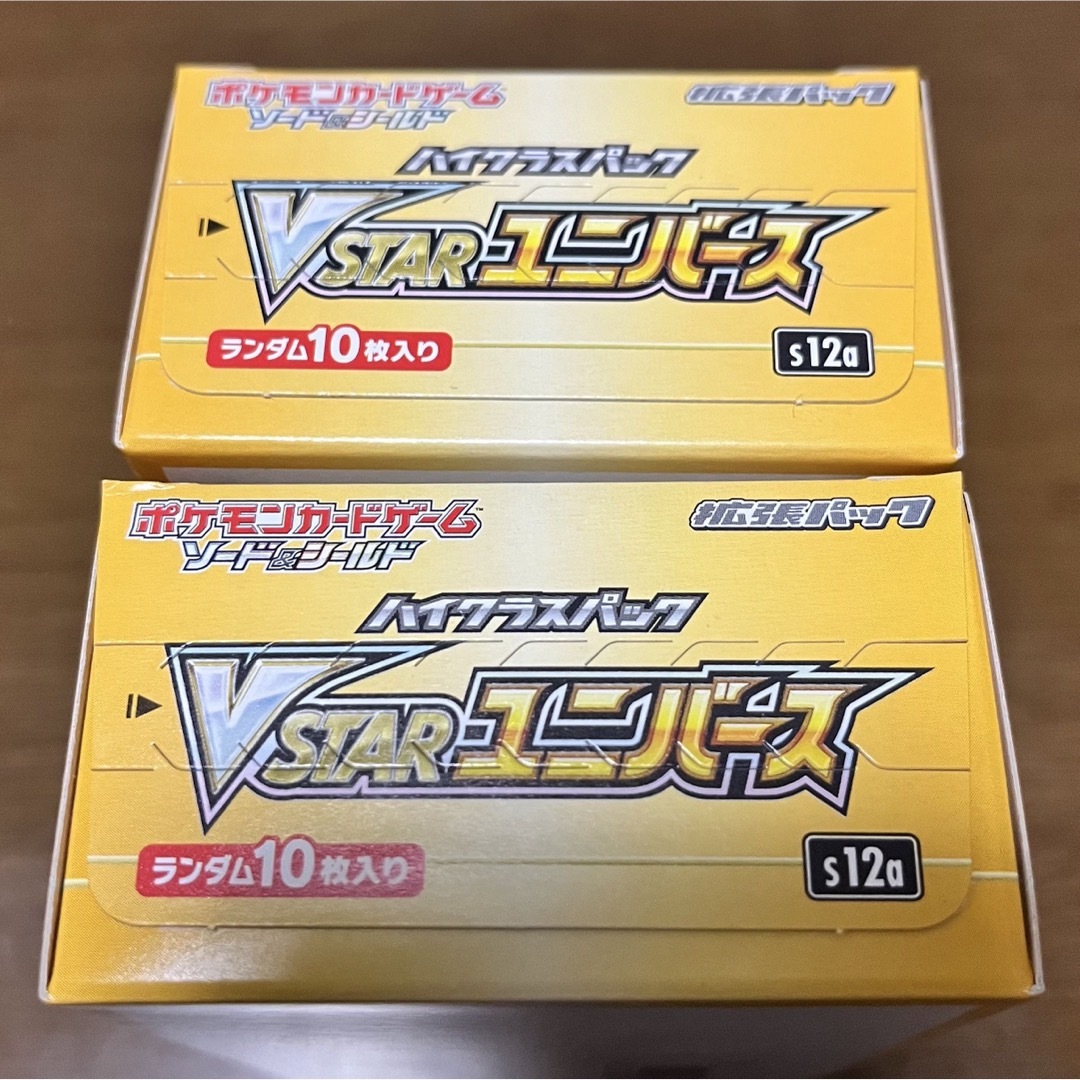 ポケモンカードゲーム 拡張パック
ソード&シールド
ハイクラスパック
VSTARユニバース
ランダム10枚入り s12a
ポケモンカードゲーム™ 拡張パック
ソード&シールド
ハイクラスパック
VSTARユニバース
ランダム10枚入り s12a